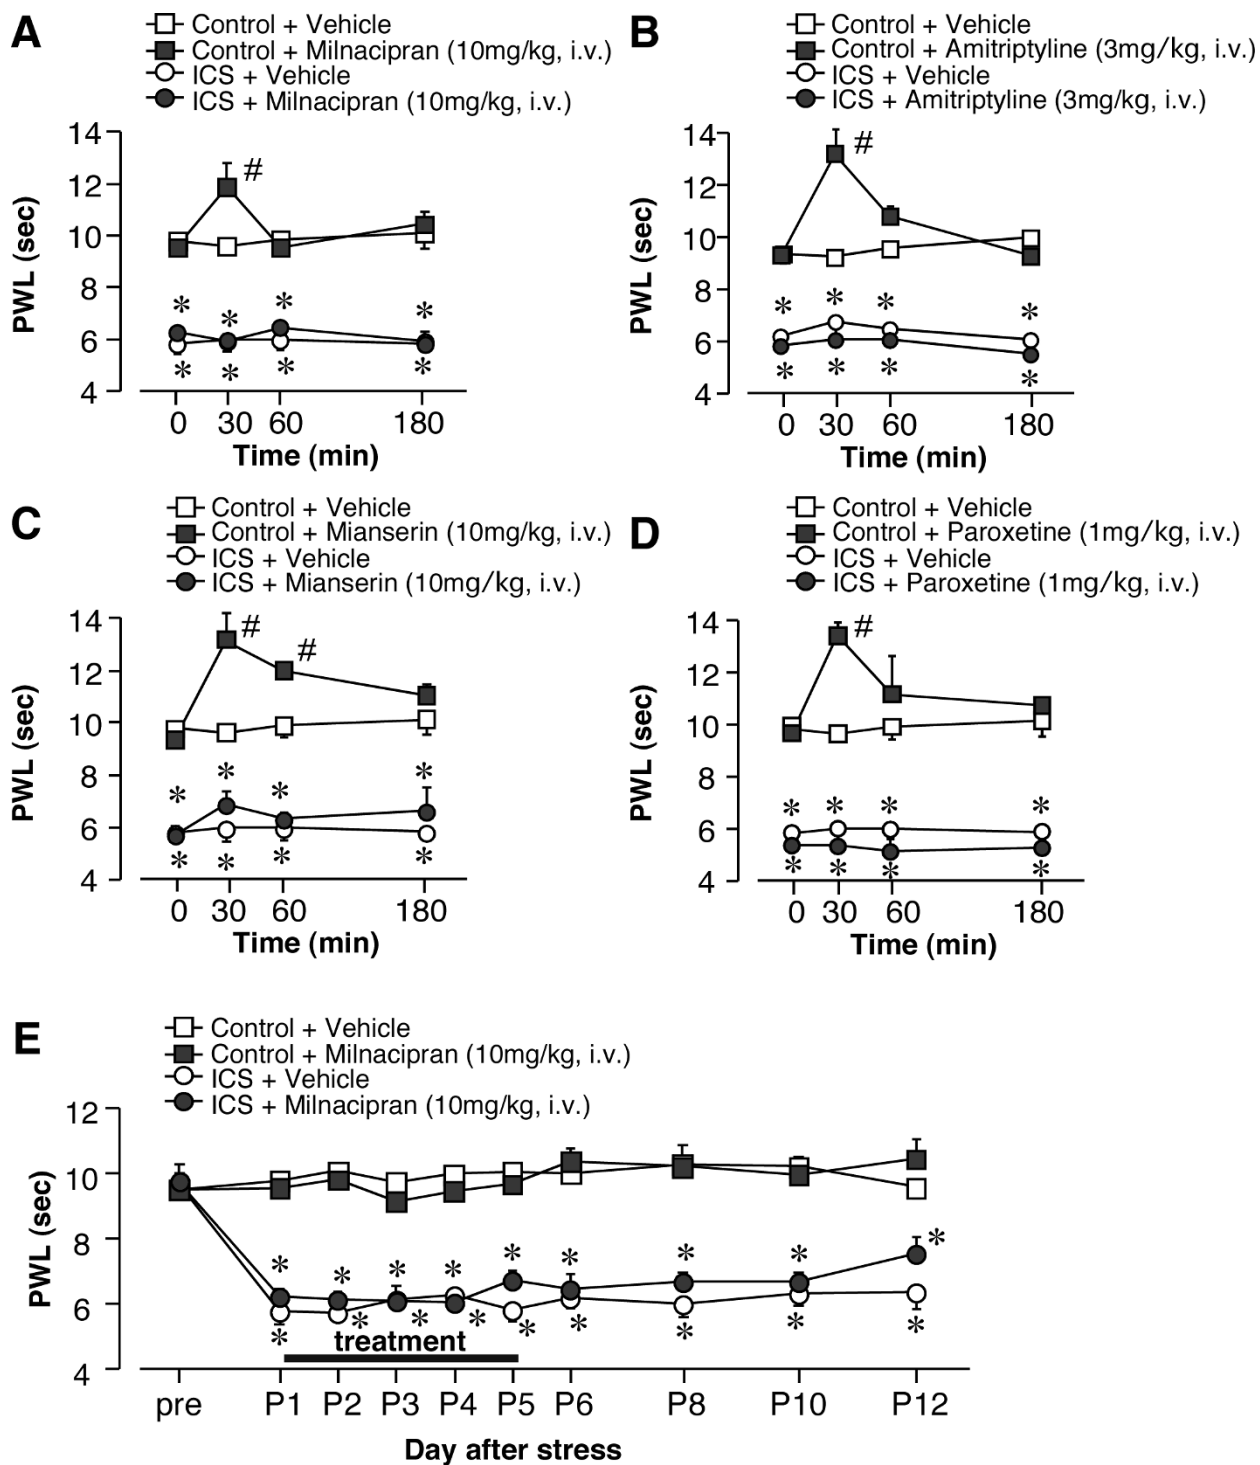 A
Control + Vehicle
Control + Milnacipran (10mg/kg, i.v.)
ICS + Vehicle
ICS + Milnacipran (10mg/kg, i.v.)
14
12
#
10
8
6
4
* * * *
* * * *
PWL (sec)
0 30 60 180
Time (min)
B
Control + Vehicle
Control + Amitriptyline (3mg/kg, i.v.)
ICS + Vehicle
ICS + Amitriptyline (3mg/kg, i.v.)
14
#
12
10
8
6
4
* * * *
* * * *
PWL (sec)
0 30 60 180
Time (min)
C
Control + Vehicle
Control + Mianserin (10mg/kg, i.v.)
ICS + Vehicle
ICS + Mianserin (10mg/kg, i.v.)
14
#
#
12
10
8
6
4
* * * *
* * * *
PWL (sec)
0 30 60 180
Time (min)
D
Control + Vehicle
Control + Paroxetine (1mg/kg, i.v.)
ICS + Vehicle
ICS + Paroxetine (1mg/kg, i.v.)
14
#
12
10
8
6
4
* * * *
* * * *
PWL (sec)
0 30 60 180
Time (min)
E
Control + Vehicle
Control + Milnacipran (10mg/kg, i.v.)
ICS + Vehicle
ICS + Milnacipran (10mg/kg, i.v.)
12
10
8
6
4
* * * * * * * * *
* * * * * * * * *
PWL (sec)
treatment
pre P1 P2 P3 P4 P5 P6 P8 P10 P12
Day after stress